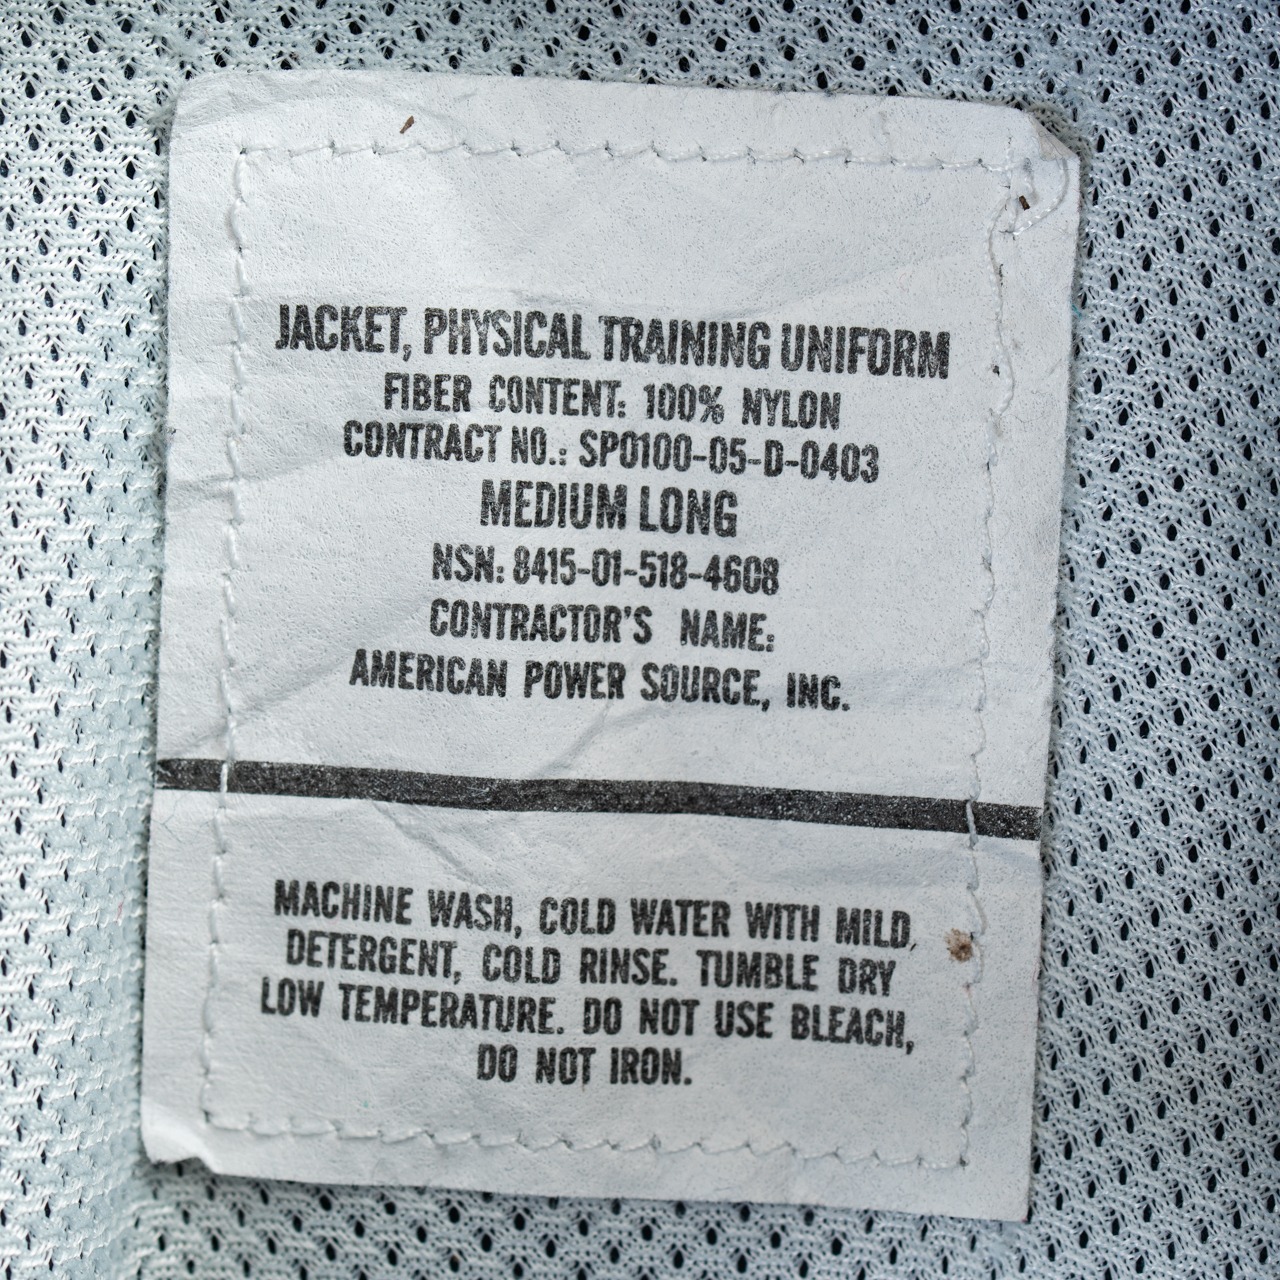 JACKET, PHYSICAL TRAINING UNIFORM
FIBER CONTENT: 100% NYLON
CONTRACT NO.: SP0100-05-D-0403
MEDIUM LONG
NSN: 8415-01-518-4608
CONTRACTOR'S NAME:
AMERICAN POWER SOURCE, INC.
MACHINE WASH, COLD WATER WITH MILD,
DETERGENT, COLD RINSE. TUMBLE DRY
LOW TEMPERATURE. DO NOT USE BLEACH,
DO NOT IRON.